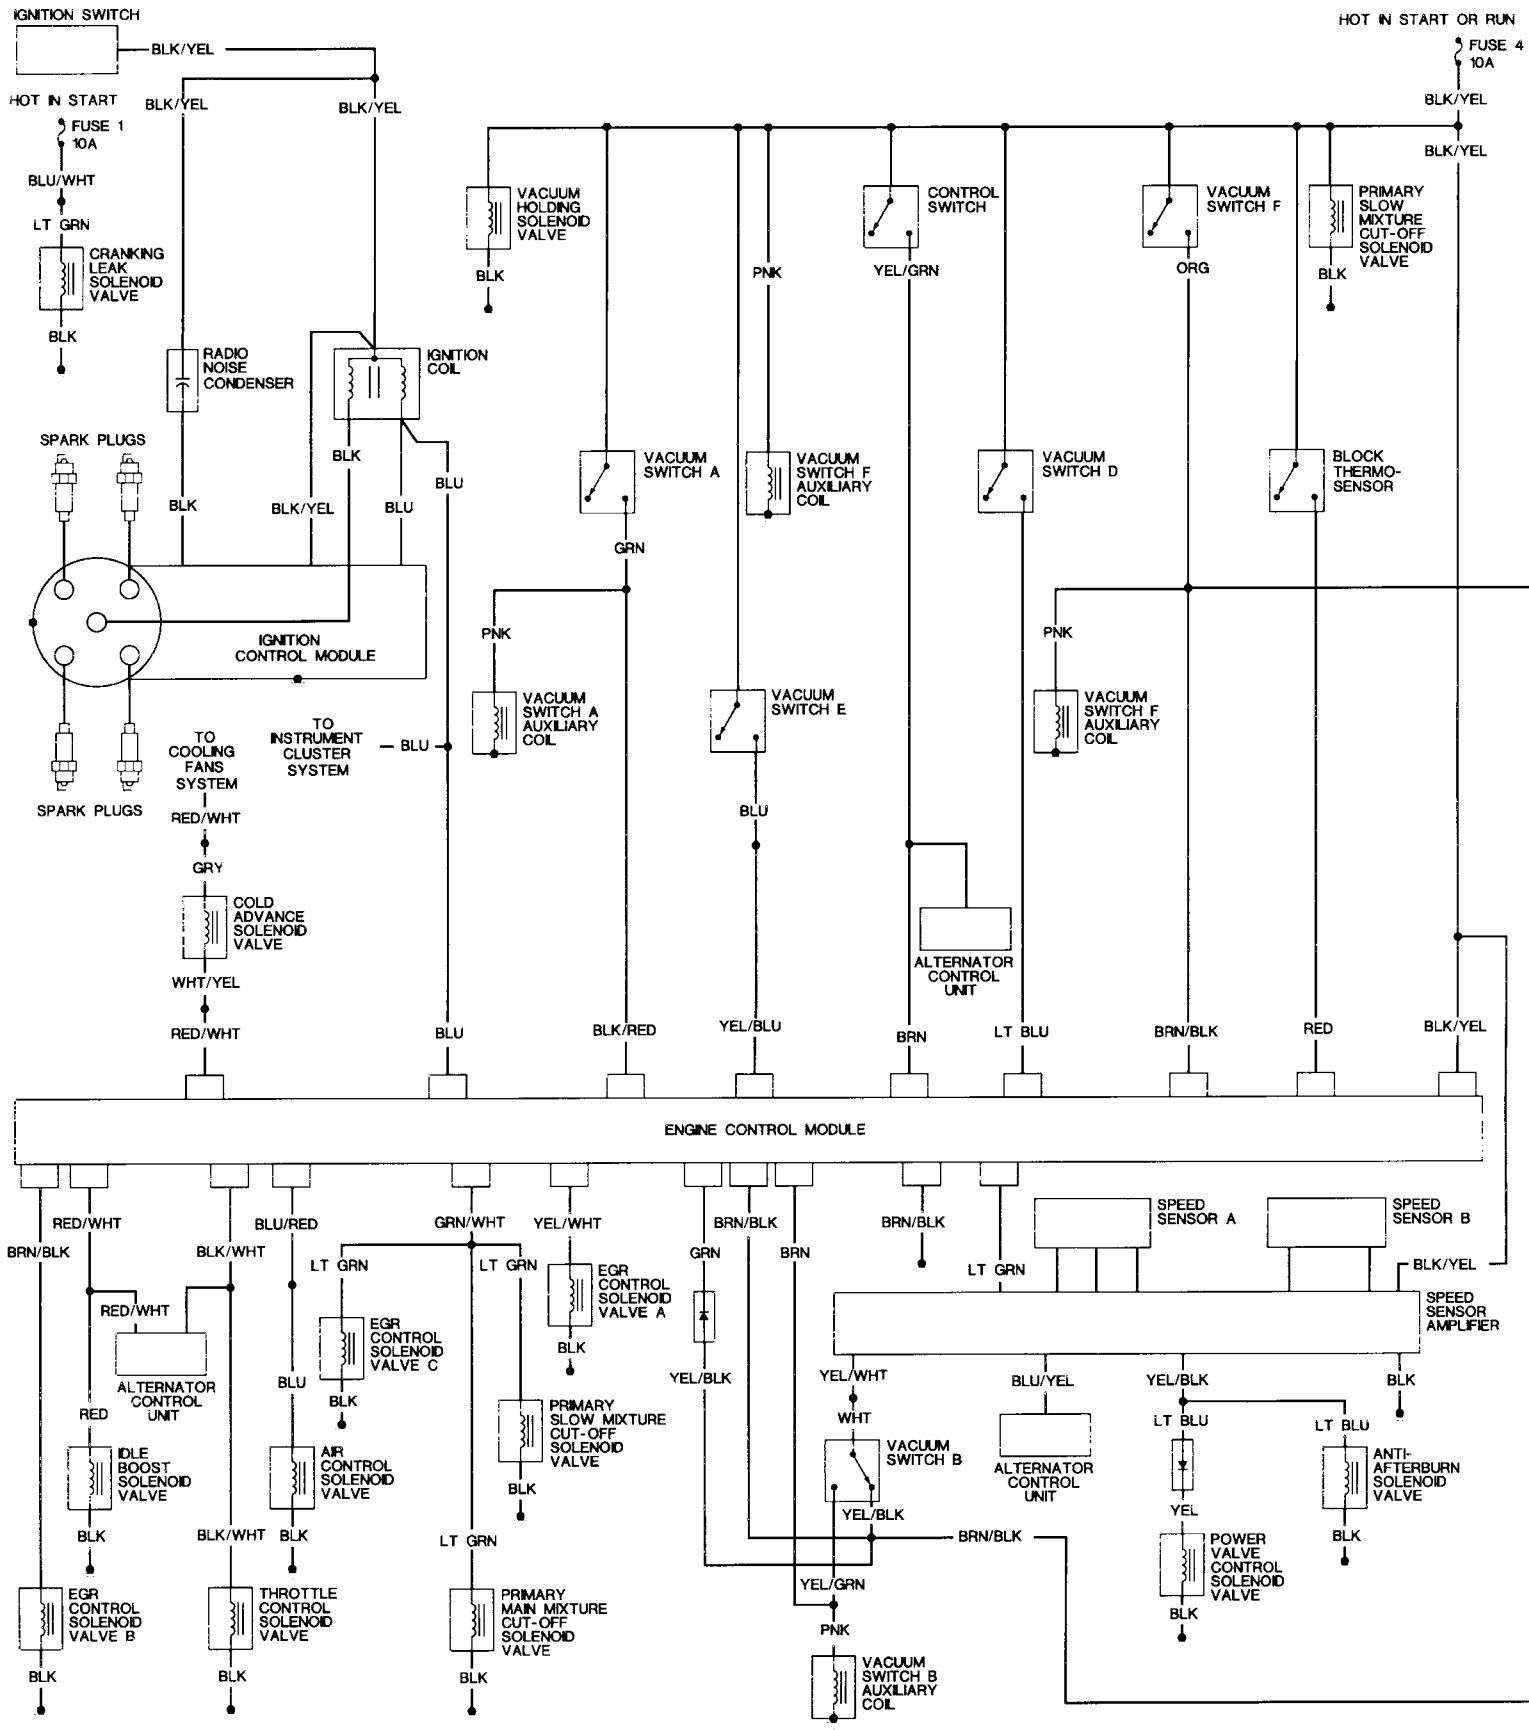 IGNITION SWITCH
BLK/YEL
HOT IN START OR RUN
FUSE 4
10A
HOT IN START
FUSE 1
10A
BLK/YEL
BLK/YEL
BLK/YEL
BLK/YEL
BLU/WHT
LT GRN
CRANKING
LEAK
SOLENOID
VALVE
BLK
VACUUM
HOLDING
SOLENOID
VALVE
BLK
PNK
CONTROL
SWITCH
YEL/GRN
VACUUM
SWITCH F
ORG
PRIMARY
SLOW
MIXTURE
CUT-OFF
SOLENOID
VALVE
BLK
RADIO
NOISE
CONDENSER
IGNITION
COIL
SPARK PLUGS
BLK
BLK
BLK/YEL
BLU
BLU
VACUUM
SWITCH A
GRN
VACUUM
SWITCH F
AUXILIARY
COIL
VACUUM
SWITCH D
BLOCK
THERMO-
SENSOR
IGNITION
CONTROL MODULE
PNK
PNK
VACUUM
SWITCH A
AUXILIARY
COIL
VACUUM
SWITCH E
VACUUM
SWITCH F
AUXILIARY
COIL
TO
COOLING
FANS
SYSTEM
TO
INSTRUMENT
CLUSTER
SYSTEM
BLU
SPARK PLUGS
RED/WHT
BLU
GRY
COLD
ADVANCE
SOLENOID
VALVE
WHT/YEL
ALTERNATOR
CONTROL
UNIT
RED/WHT
BLU
BLK/RED
YEL/BLU
BRN
LT BLU
BRN/BLK
RED
BLK/YEL
ENGINE CONTROL MODULE
BRN/BLK
RED/WHT
BLK/WHT
BLU/RED
GRN/WHT
YEL/WHT
GRN
BRN/BLK
BRN
BRN/BLK
LT GRN
SPEED
SENSOR A
SPEED
SENSOR B
BLK/YEL
LT GRN
LT GRN
EGR
CONTROL
SOLENOID
VALVE A
BLK
SPEED
SENSOR
AMPLIFIER
RED/WHT
ALTERNATOR
CONTROL
UNIT
RED
BLU
EGR
CONTROL
SOLENOID
VALVE C
BLK
YEL/BLK
YEL/WHT
WHT
BLU/YEL
YEL/BLK
LT BLU
LT BLU
BLK
PRIMARY
SLOW MIXTURE
CUT-OFF
SOLENOID
VALVE
BLK
IDLE
BOOST
SOLENOID
VALVE
BLK
AIR
CONTROL
SOLENOID
VALVE
BLK
VACUUM
SWITCH B
YEL/BLK
ALTERNATOR
CONTROL
UNIT
YEL
ANTI-
AFTERBURN
SOLENOID
VALVE
BLK
BLK/WHT
LT GRN
BRN/BLK
POWER
VALVE
CONTROL
SOLENOID
VALVE
BLK
EGR
CONTROL
SOLENOID
VALVE B
BLK
THROTTLE
CONTROL
SOLENOID
VALVE
BLK
PRIMARY
MAIN MIXTURE
CUT-OFF
SOLENOID
VALVE
BLK
YEL/GRN
PNK
VACUUM
SWITCH B
AUXILIARY
COIL